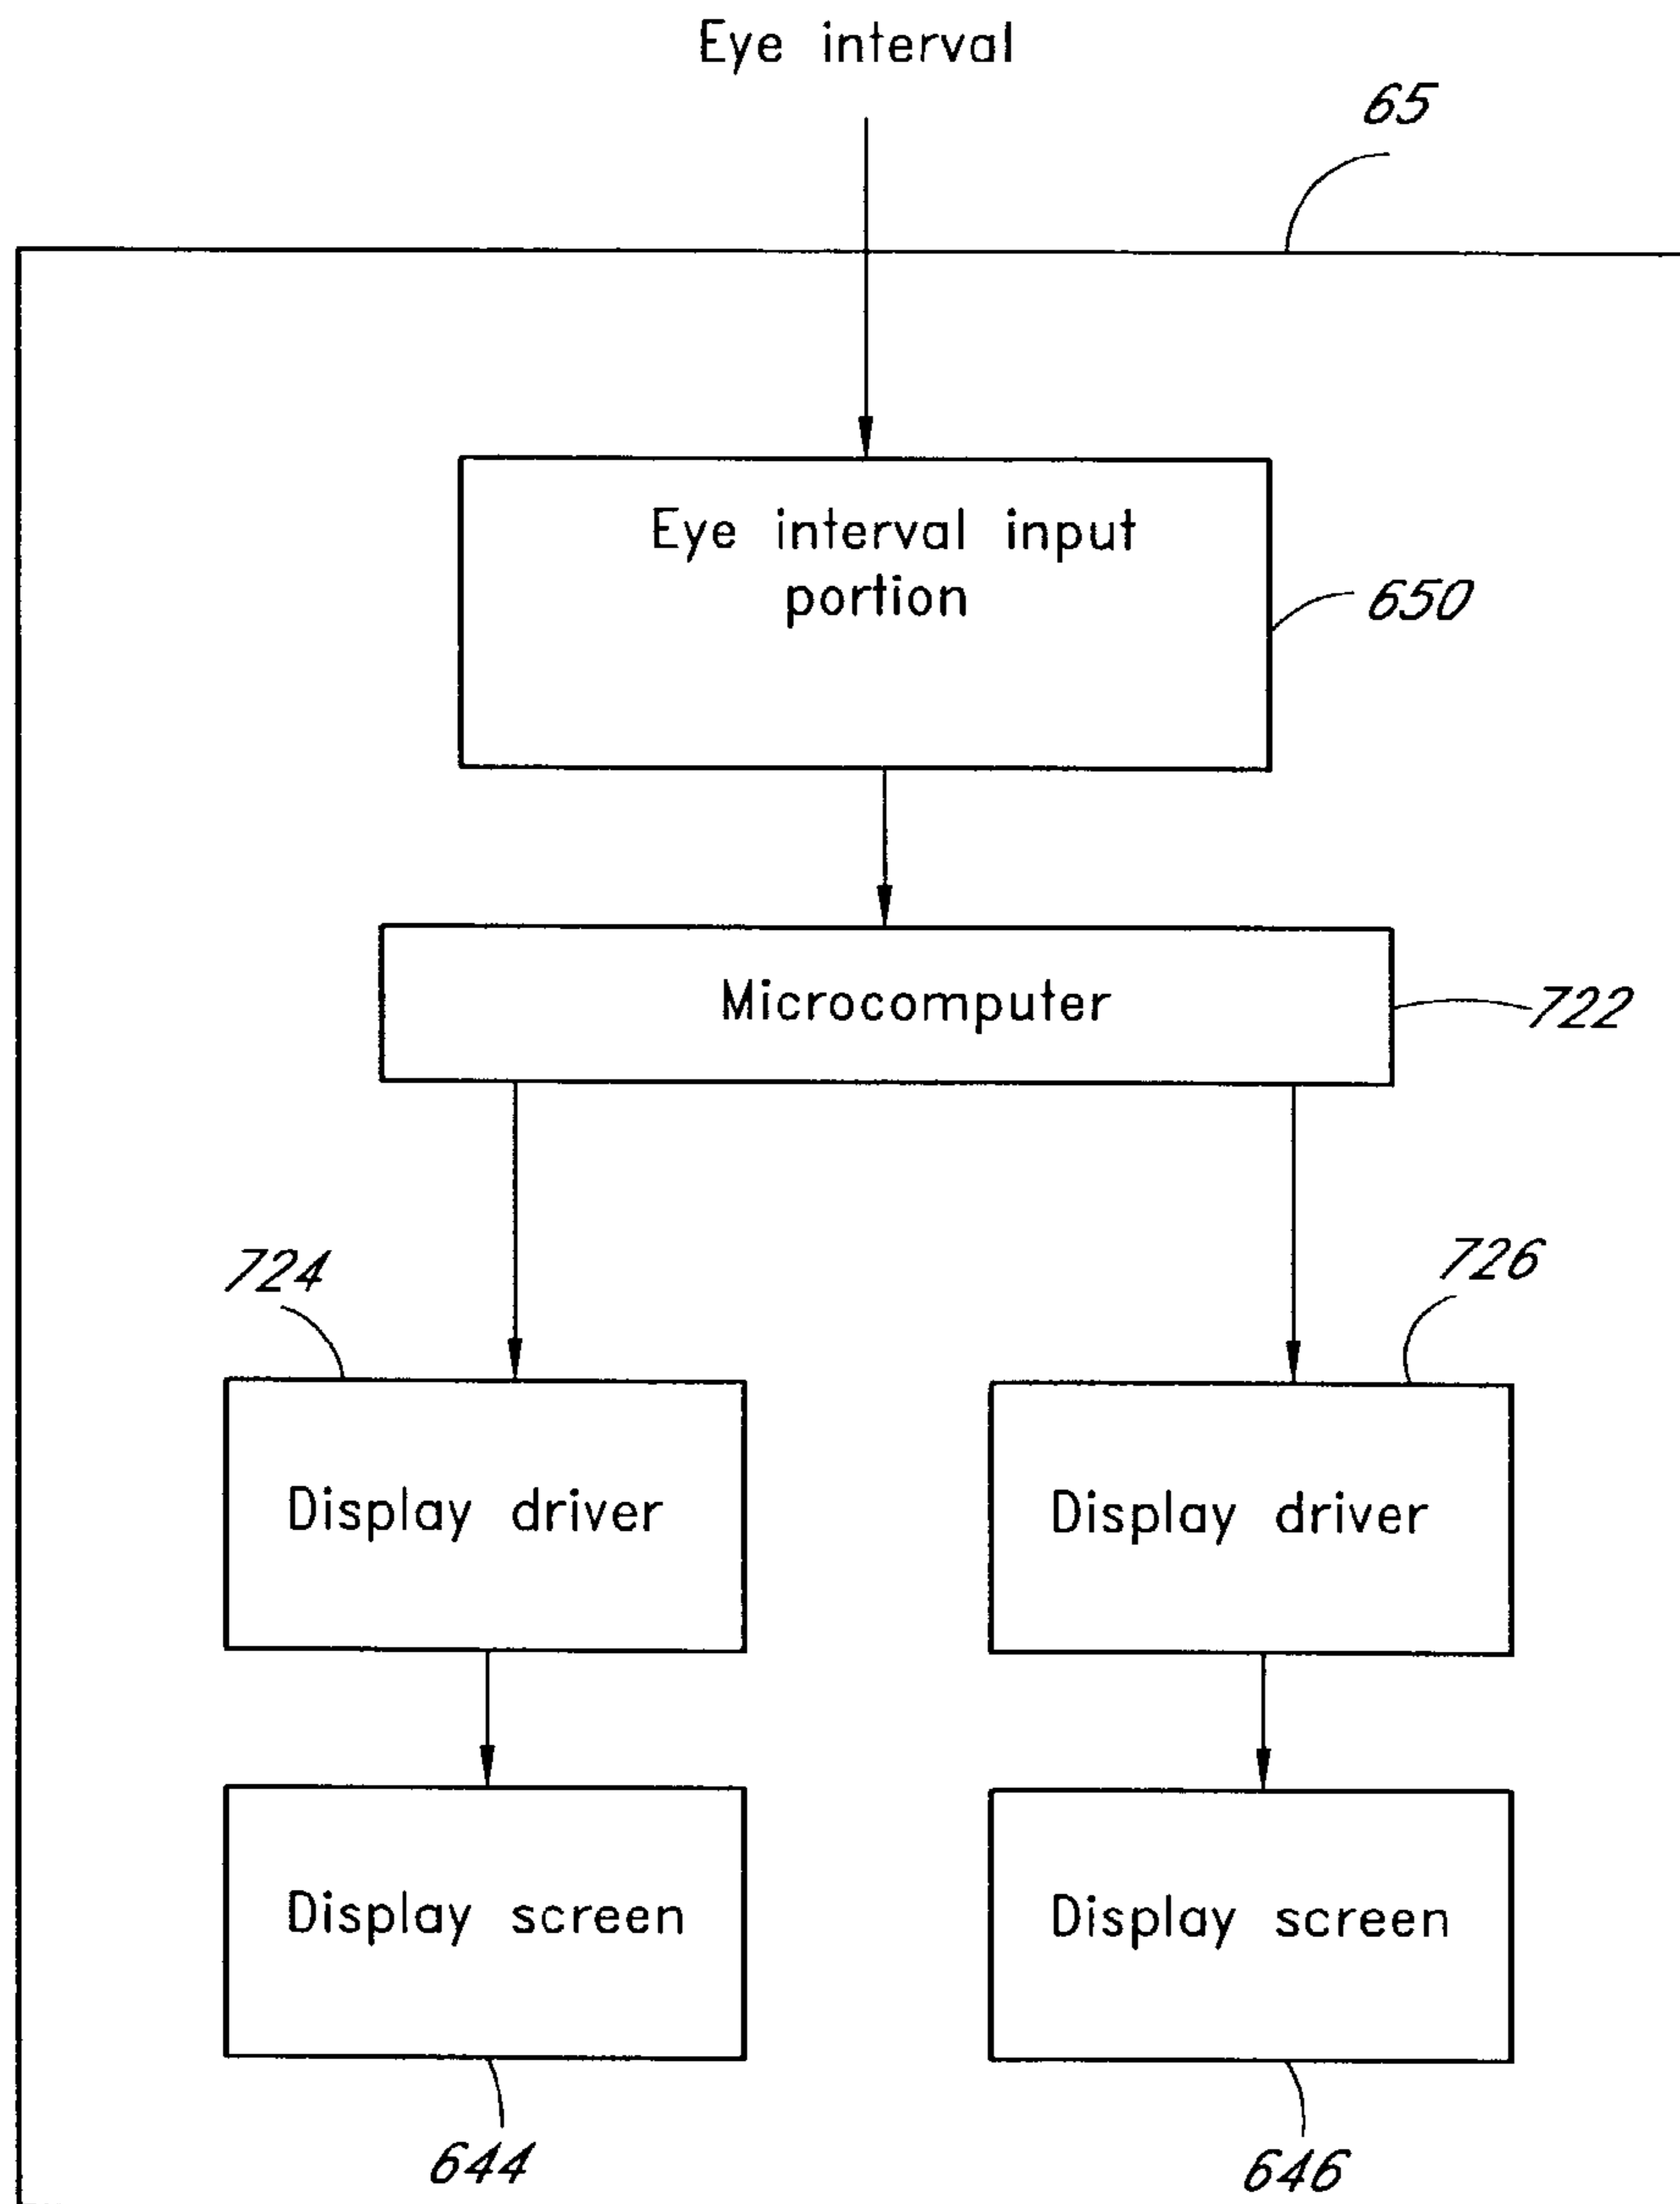 Eye interval
65
Eye interval input
portion
650
Microcomputer
722
724
726
Display driver
Display driver
Display screen
Display screen
644
646